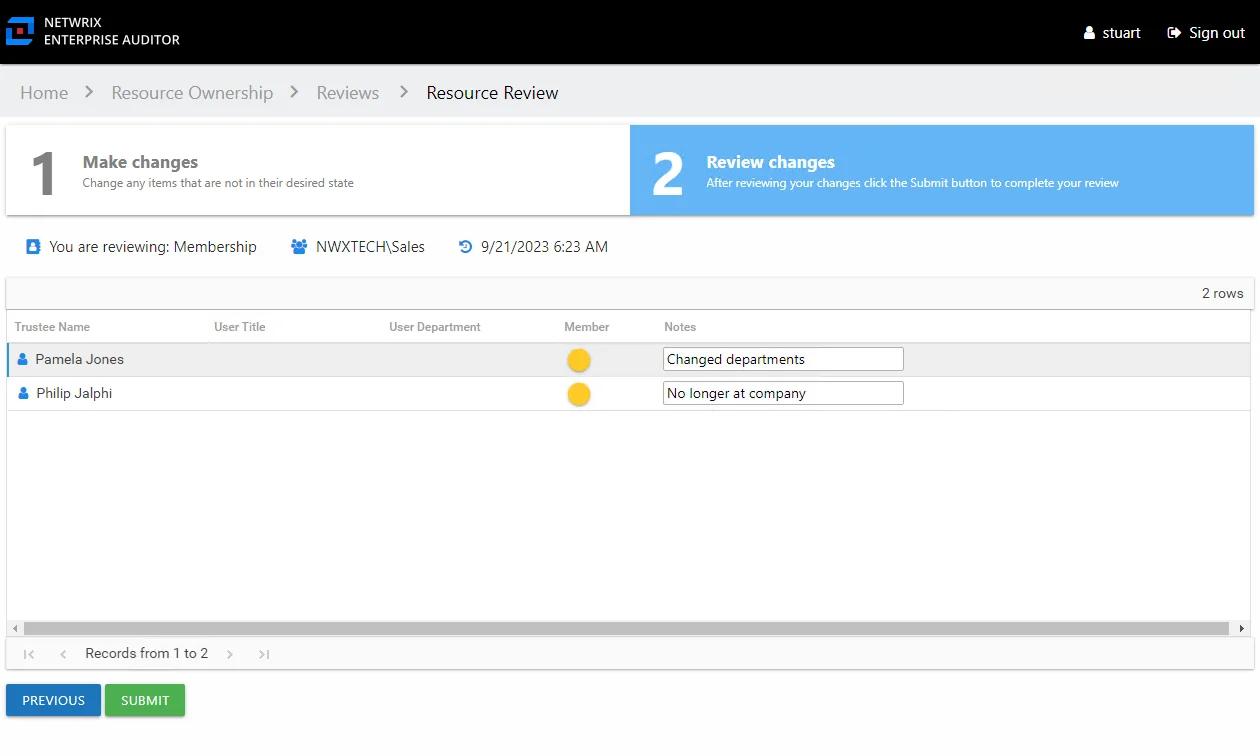 NETWRIX
ENTERPRISE AUDITOR
stuart Sign out
Home Resource Ownership Reviews Resource Review
1 Make changes
Change any items that are not in their desired state
2 Review changes
After reviewing your changes click the Submit button to complete your review
You are reviewing: Membership NWXTECH\Sales 9/21/2023 6:23 AM
2 rows
Trustee Name User Title User Department Member Notes
Pamela Jones Changed departments
Philip Jalphi No longer at company
Records from 1 to 2
PREVIOUS SUBMIT